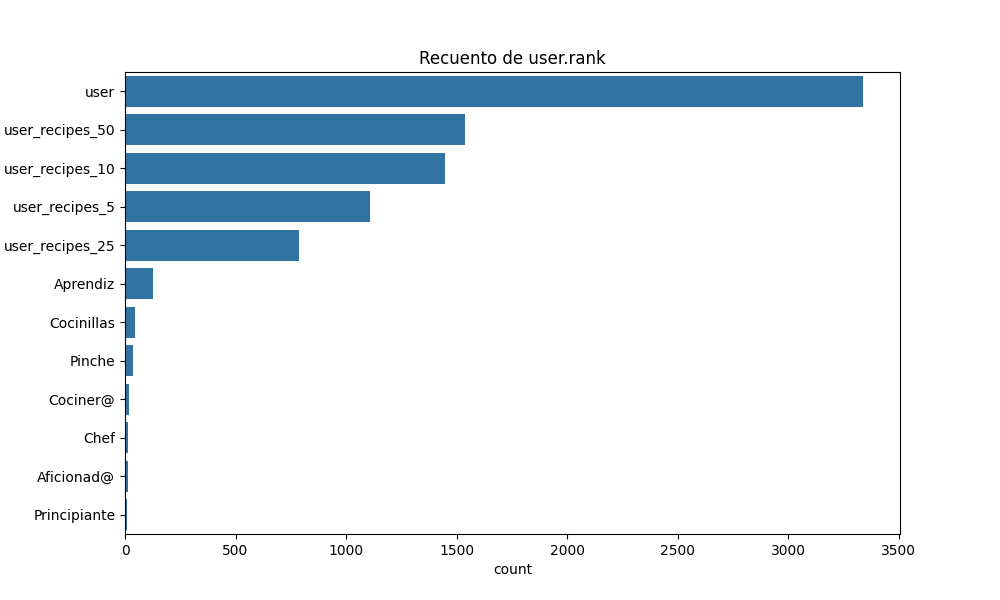 Recuento de user.rank
user
user_recipes_50
user_recipes_10
user_recipes_5
user_recipes_25
Aprendiz
Cocinillas
Pinche
Cociner@
Chef
Aficionad@
Principiante
0 500 1000 1500 2000 2500 3000 3500
count